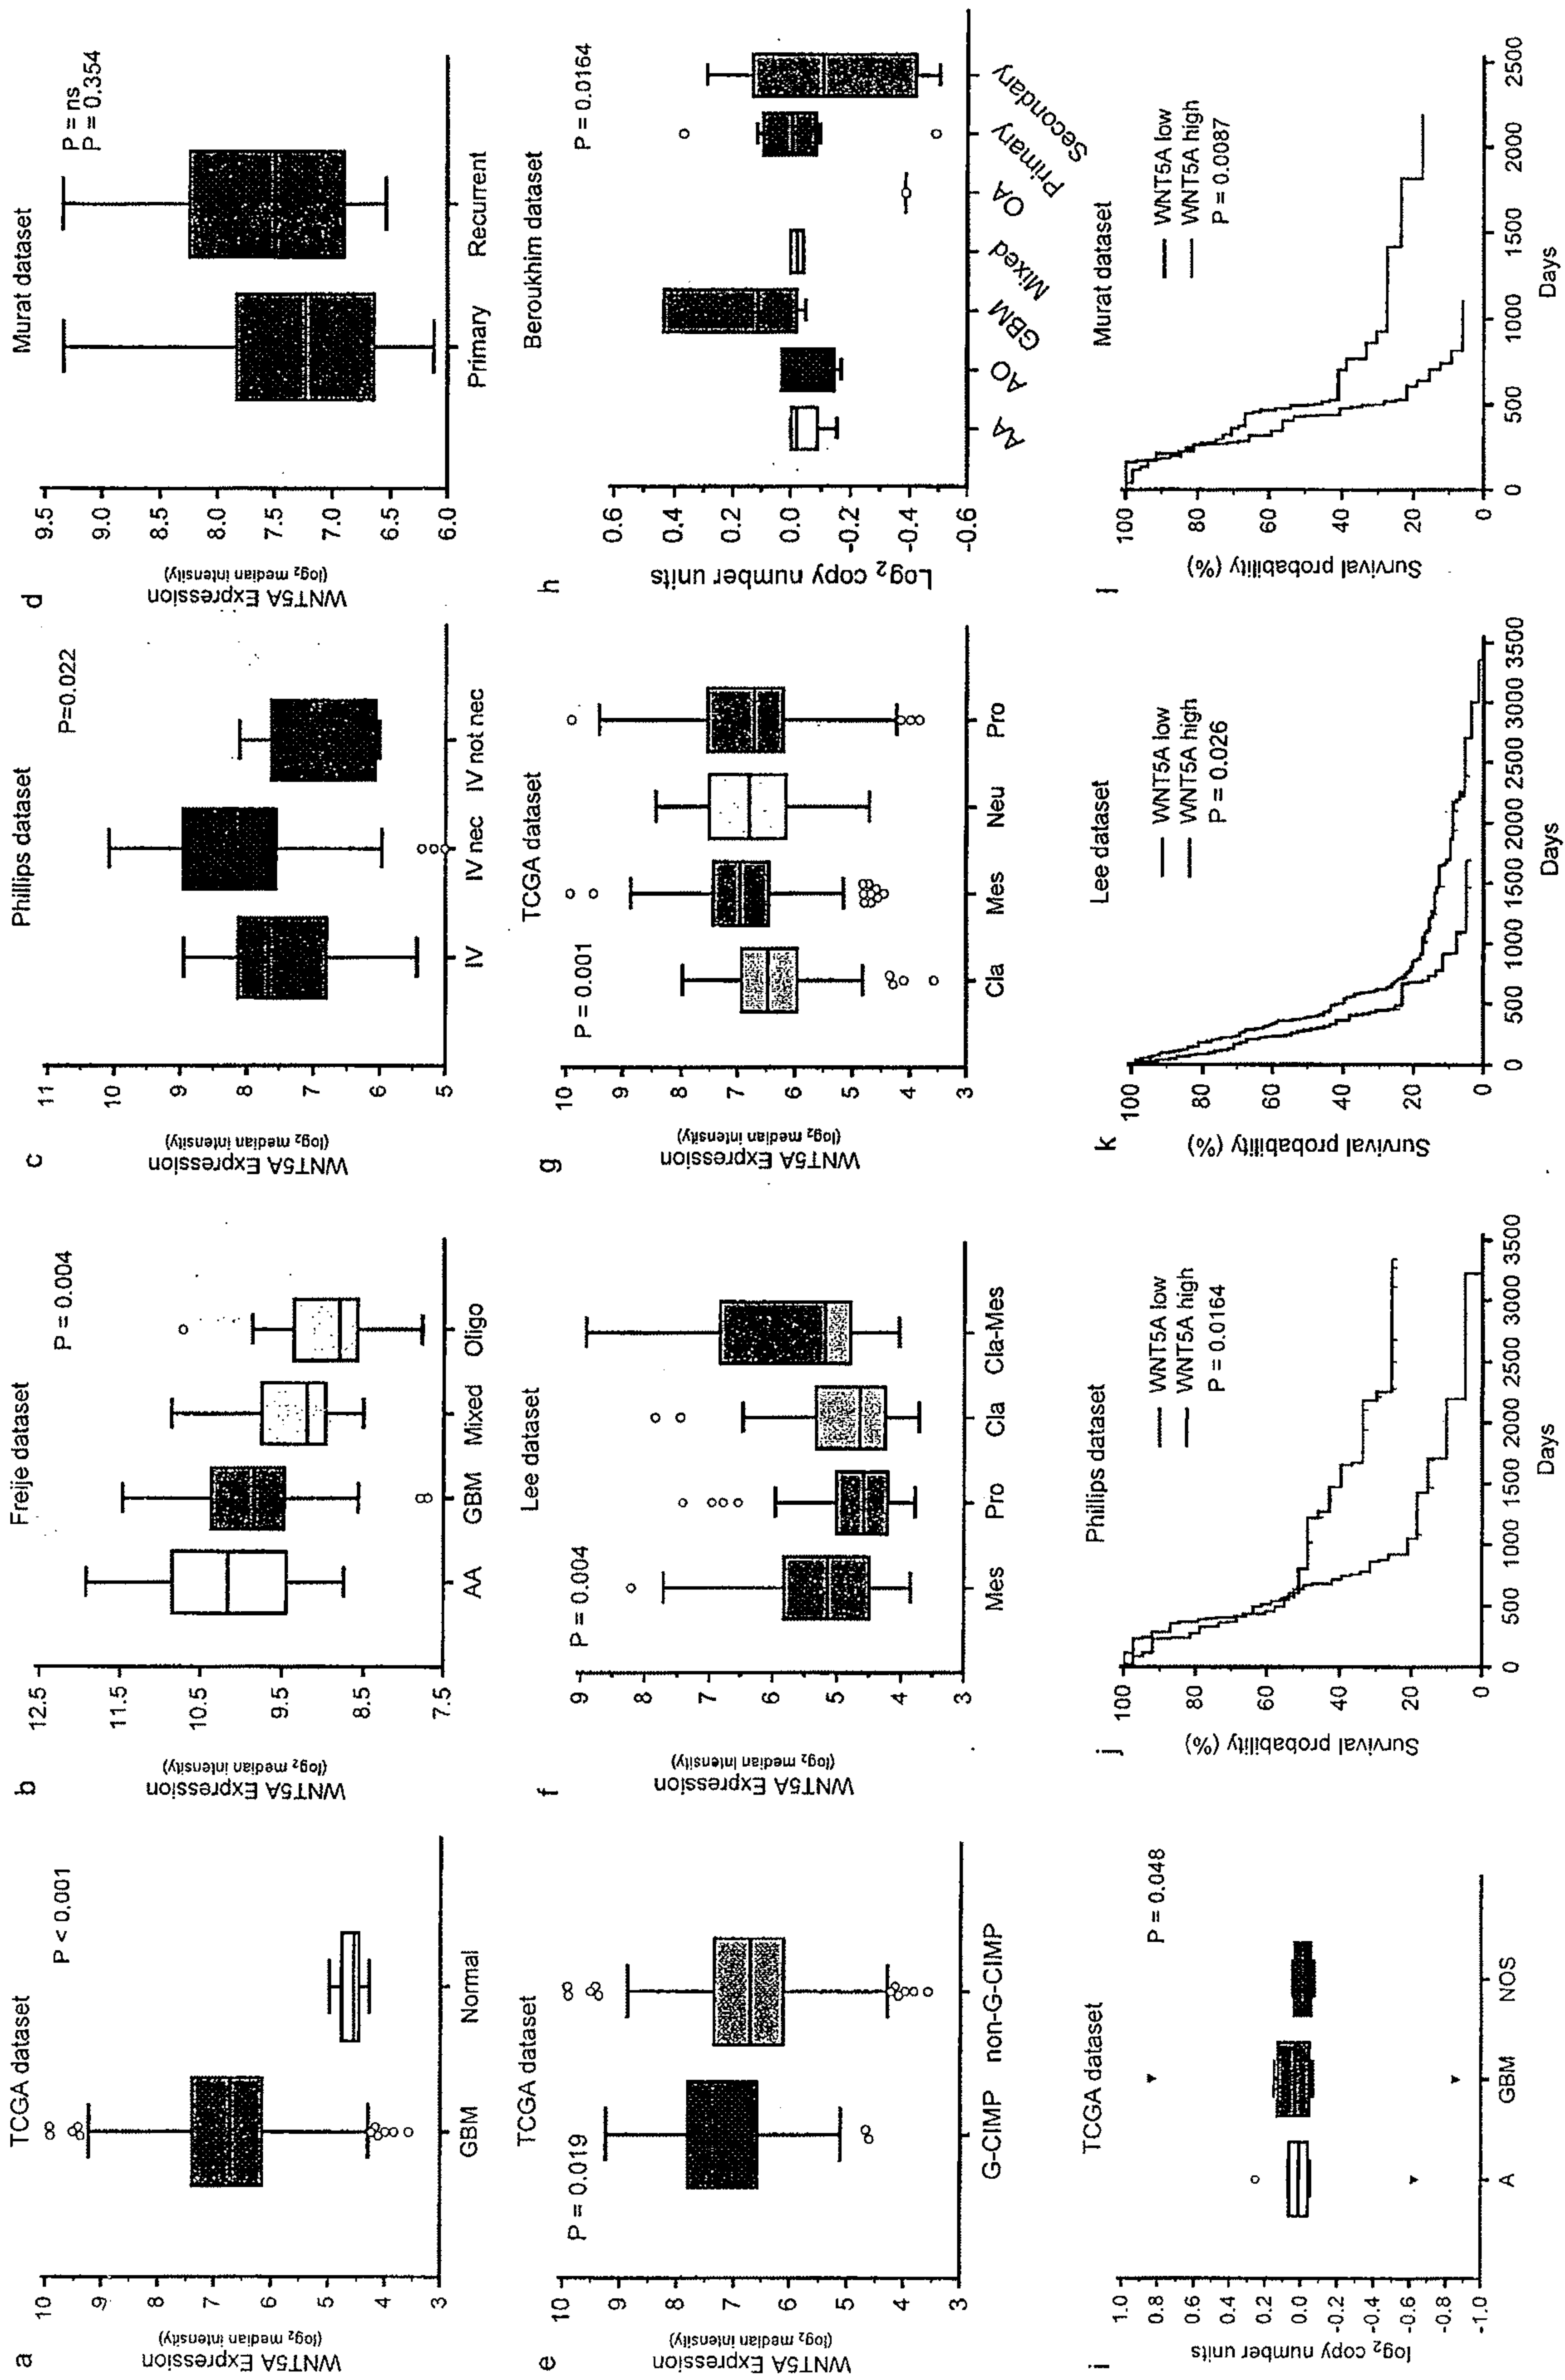 a
TCGA dataset
P < 0.001
WNT5A Expression
(log2 median intensity)
10
9
8
7
6
5
4
3
GBM
Normal
b
Freije dataset
P = 0.004
WNT5A Expression
(log2 median intensity)
12.5
11.5
10.5
9.5
8.5
7.5
AA
GBM
Mixed
Oligo
c
Phillips dataset
P=0.022
WNT5A Expression
(log2 median intensity)
11
10
9
8
7
6
5
IV
IV nec
IV not nec
d
Murat dataset
P = ns
P = 0.354
WNT5A Expression
(log2 median intensity)
9.5
9.0
8.5
8.0
7.5
7.0
6.5
6.0
Primary
Recurrent
e
TCGA dataset
P = 0.019
WNT5A Expression
(log2 median intensity)
10
9
8
7
6
5
4
3
G-CIMP
non-G-CIMP
f
Lee dataset
P = 0.004
WNT5A Expression
(log2 median intensity)
9
8
7
6
5
4
3
Mes
Pro
Cla
Cla-Mes
g
TCGA dataset
P = 0.001
WNT5A Expression
(log2 median intensity)
10
9
8
7
6
5
4
3
Cla
Mes
Neu
Pro
h
Beroukhim dataset
P = 0.0164
Log2 copy number units
0.6
0.4
0.2
0.0
-0.2
-0.4
-0.6
AA
AO
GBM
Mixed
OA
Primary
Secondary
i
TCGA dataset
P = 0.048
log2 copy number units
1.0
0.8
0.6
0.4
0.2
0.0
-0.2
-0.4
-0.6
-0.8
-1.0
A
GBM
NOS
j
Phillips dataset
WNT5A low
WNT5A high
P = 0.0164
Survival probability (%)
100
80
60
40
20
0
0 500 1000 1500 2000 2500 3000 3500
Days
k
Lee dataset
WNT5A low
WNT5A high
P = 0.026
Survival probability (%)
100
80
60
40
20
0
0 500 1000 1500 2000 2500 3000 3500
Days
l
Murat dataset
WNT5A low
WNT5A high
P = 0.0087
Survival probability (%)
100
80
60
40
20
0
0 500 1000 1500 2000 2500
Days